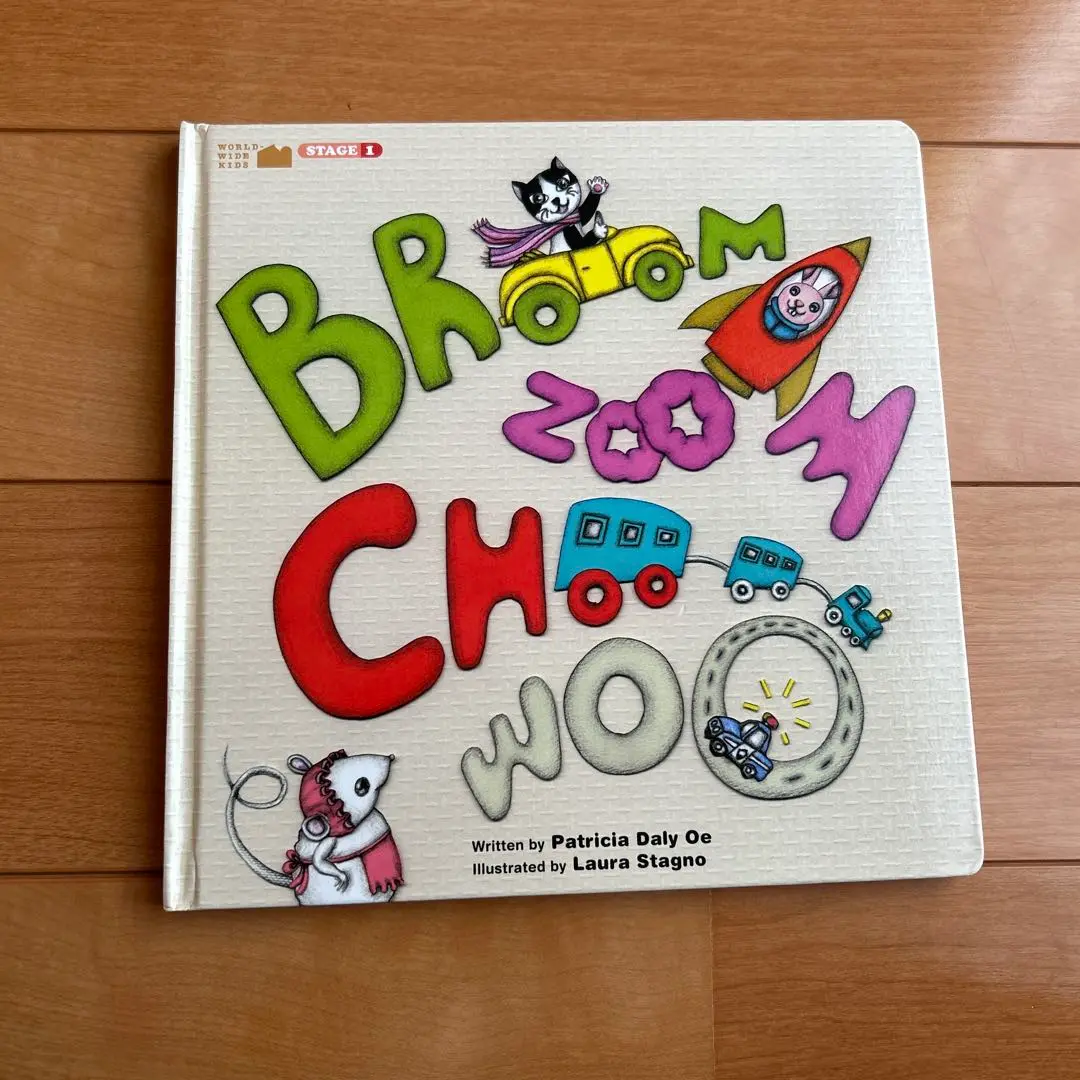 WORLD-
WIDE
KIDS
STAGE 1
BROOM
ZOOM
CHOO
WOO
Written by Patricia Daly Oe
Illustrated by Laura Stagno